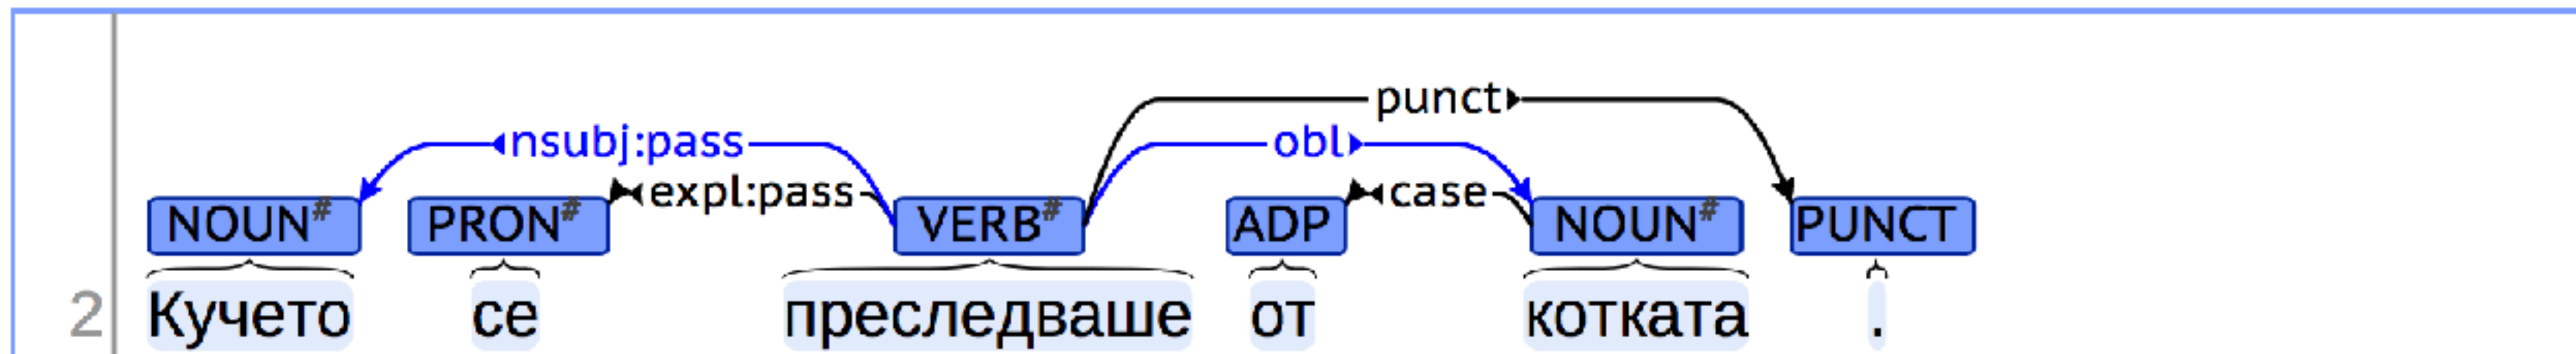 punct
nsubj:pass obl
expl:pass case
NOUN# PRON# VERB# ADP NOUN# PUNCT
2 Кучето се преследваше от котката .